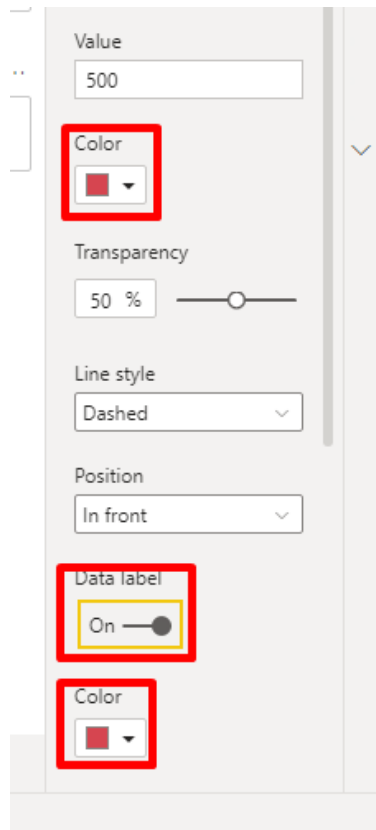 Value
500
Color
Transparency
50 %
Line style
Dashed
Position
In front
Data label
On
Color